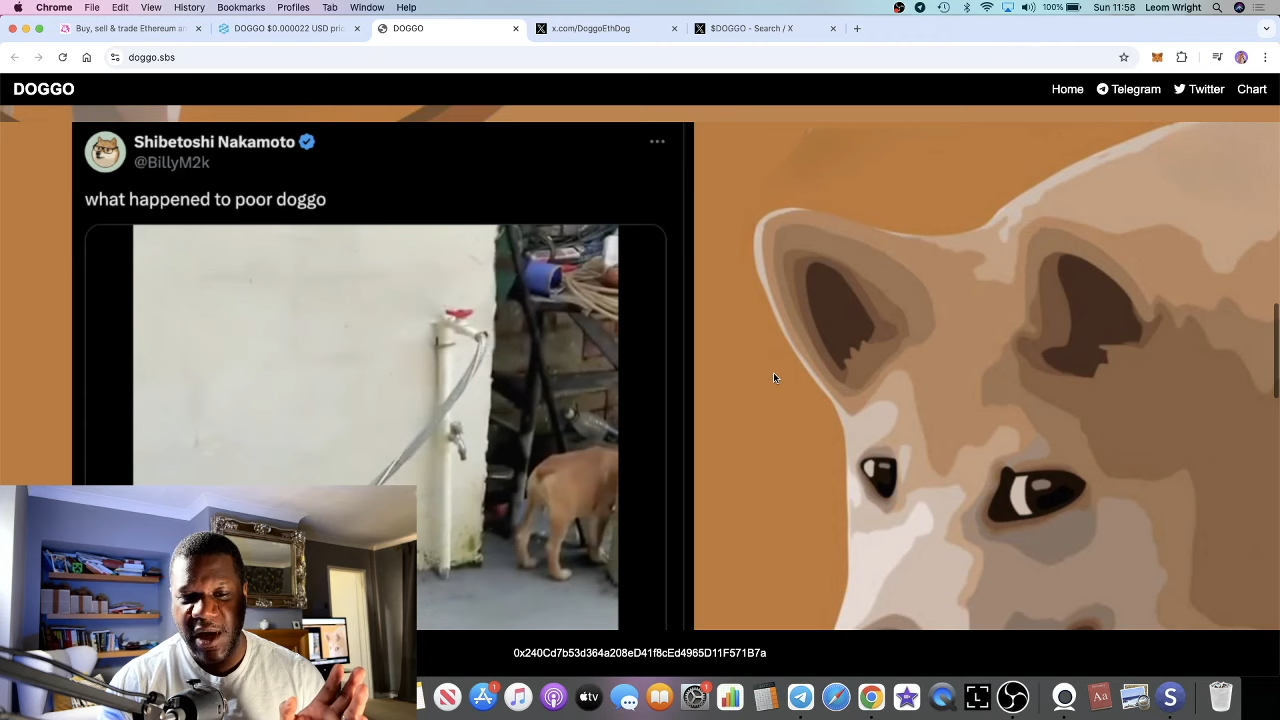 Chrome File Edit View History Bookmarks Profiles Tab Window Help 100% Sun 11:58 Leom Wright
Buy, sell & trade Ethereum an DOGGO $0.000022 USD pric DOGGO x.com/DoggoEthDog $DOGGO - Search / X
doggo.sbs
DOGGO Home Telegram Twitter Chart
Shibetoshi Nakamoto
@BillyM2k
what happened to poor doggo
0x240Cd7b53d364a208eD41f8cEd4965D11F571B7a